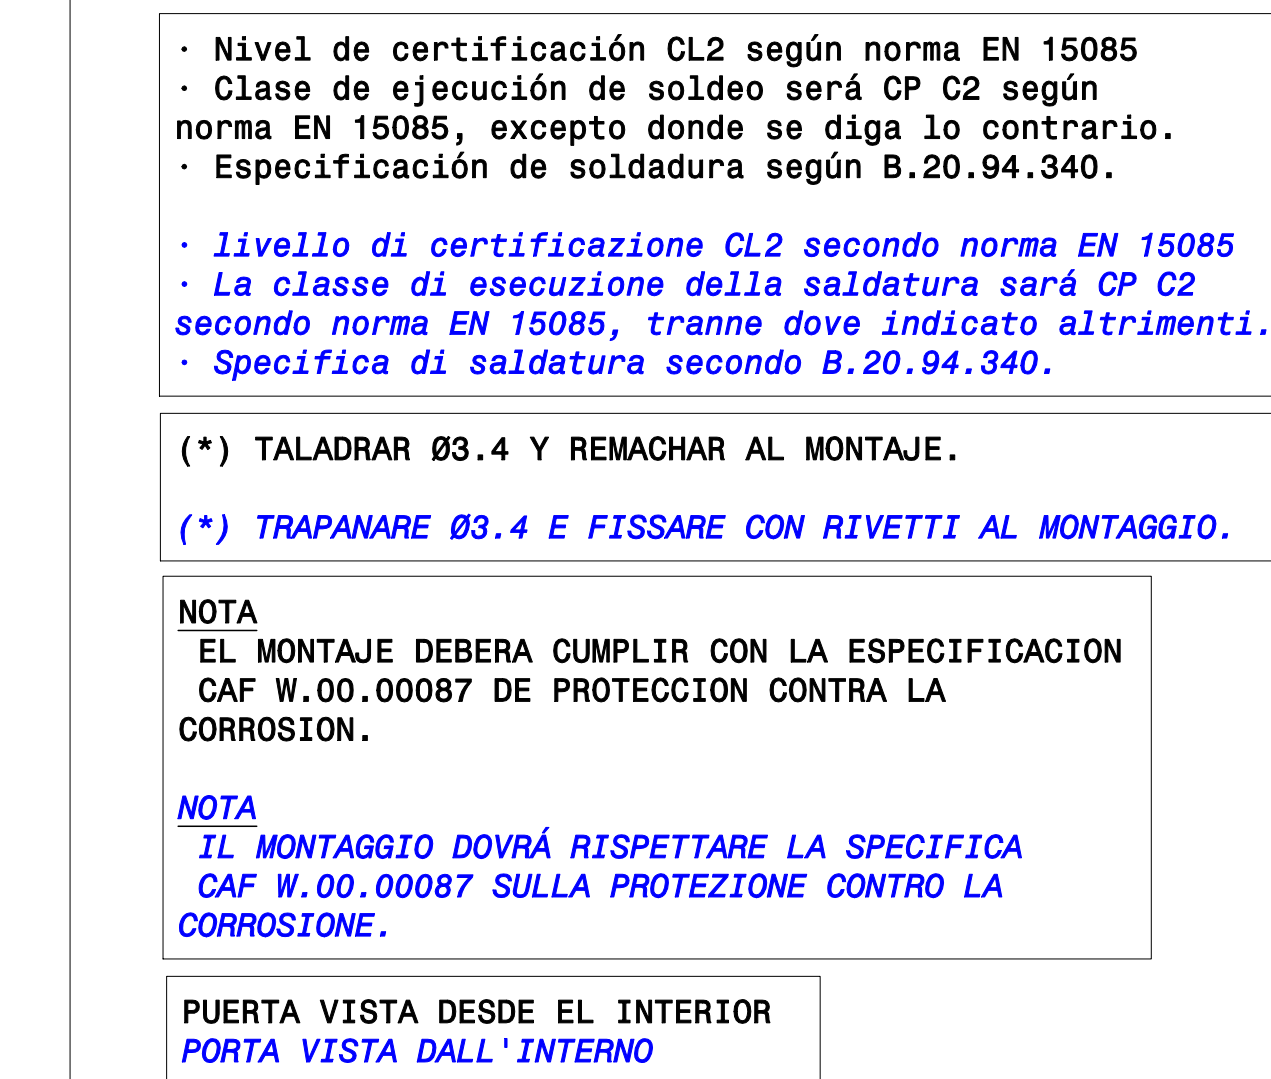 · Nivel de certificación CL2 según norma EN 15085
· Clase de ejecución de soldeo será CP C2 según
norma EN 15085, excepto donde se diga lo contrario.
· Especificación de soldadura según B.20.94.340.
· livello di certificazione CL2 secondo norma EN 15085
· La classe di esecuzione della saldatura sará CP C2
secondo norma EN 15085, tranne dove indicato altrimenti.
· Specifica di saldatura secondo B.20.94.340.
(*) TALADRAR Ø3.4 Y REMACHAR AL MONTAJE.
(*) TRAPANARE Ø3.4 E FISSARE CON RIVETTI AL MONTAGGIO.
NOTA
EL MONTAJE DEBERA CUMPLIR CON LA ESPECIFICACION
CAF W.00.00087 DE PROTECCION CONTRA LA
CORROSION.
NOTA
IL MONTAGGIO DOVRÁ RISPETTARE LA SPECIFICA
CAF W.00.00087 SULLA PROTEZIONE CONTRO LA
CORROSIONE.
PUERTA VISTA DESDE EL INTERIOR
PORTA VISTA DALL'INTERNO